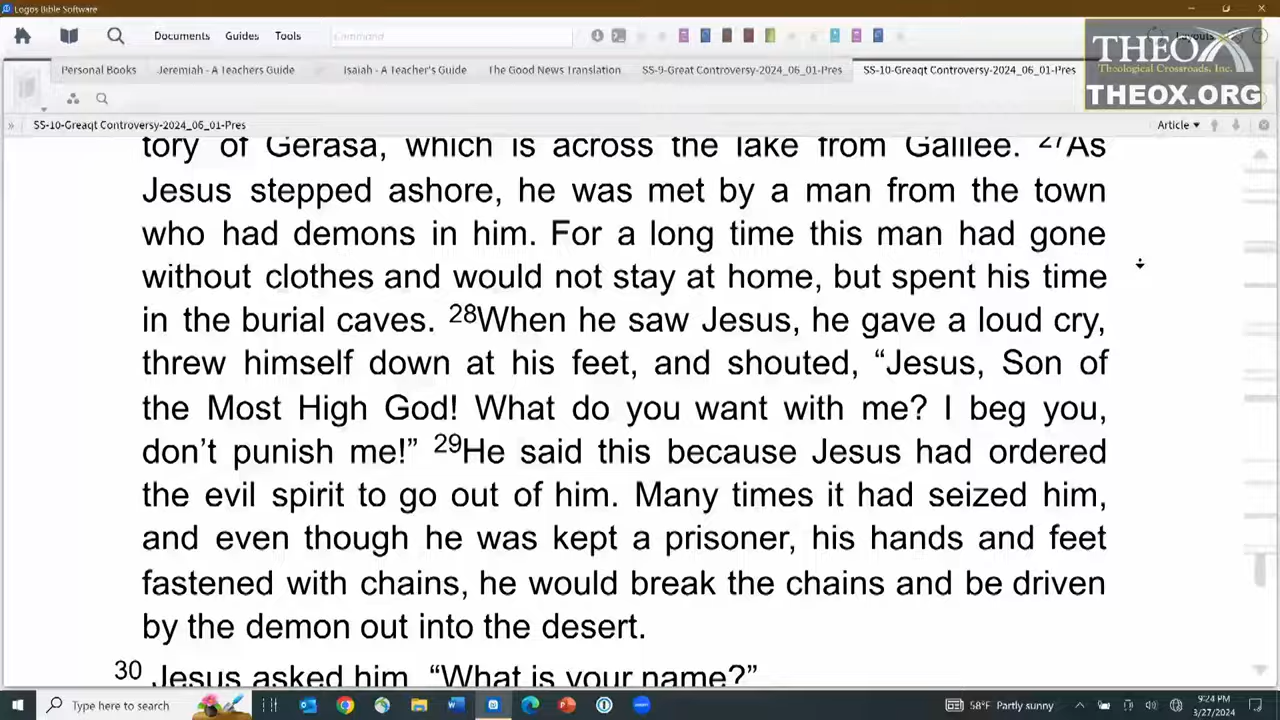 Logos Bible Software
Documents Guides Tools Command Layouts
THEOX
Theological Crossroads, Inc.
THEOX.ORG
Personal Books Jeremiah - A Teachers Guide Isaiah - A The Good News Translation SS-9-Great Controversy-2024_06_01-Pres SS-10-Greaqt Controversy-2024_06_01-Pres
» SS-10-Greaqt Controversy-2024_06_01-Pres Article
tory of Gerasa, which is across the lake from Galilee. 27As
Jesus stepped ashore, he was met by a man from the town
who had demons in him. For a long time this man had gone
without clothes and would not stay at home, but spent his time
in the burial caves. 28When he saw Jesus, he gave a loud cry,
threw himself down at his feet, and shouted, “Jesus, Son of
the Most High God! What do you want with me? I beg you,
don’t punish me!” 29He said this because Jesus had ordered
the evil spirit to go out of him. Many times it had seized him,
and even though he was kept a prisoner, his hands and feet
fastened with chains, he would break the chains and be driven
by the demon out into the desert.
30 Jesus asked him, “What is your name?”
Type here to search 58°F Partly sunny 9:24 PM
3/27/2024